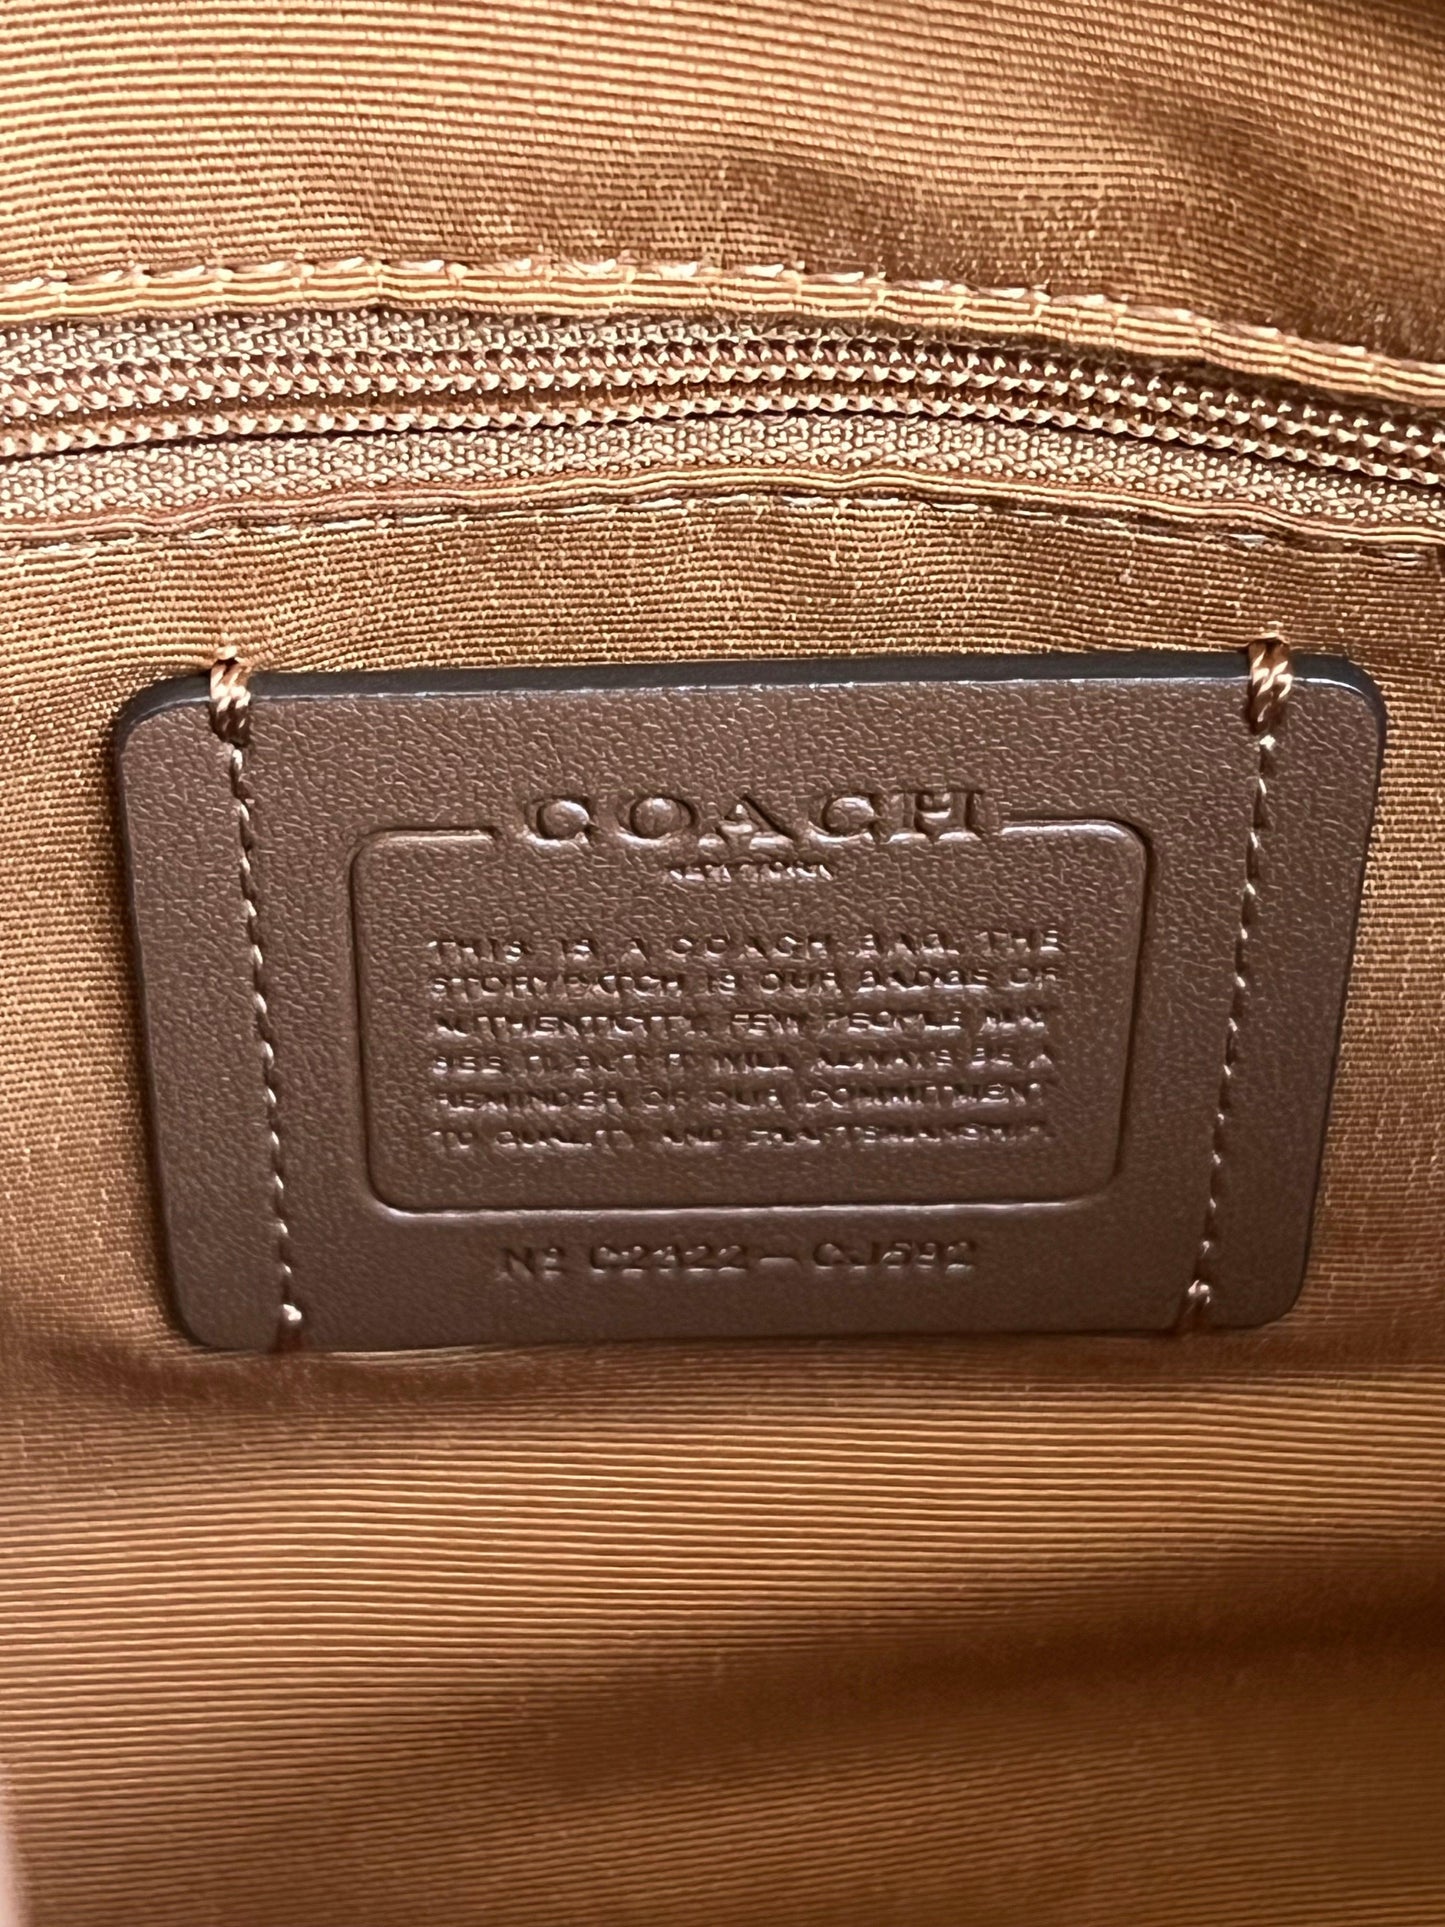 COACH
NEW YORK
THIS IS A COACH BAG. THE
STORYPATCH IS OUR BADGE OF
AUTHENTICITY. FEW PEOPLE MAY
SEE IT, BUT IT WILL ALWAYS BE A
REMINDER OF OUR COMMITMENT
TO QUALITY AND CRAFTSMANSHIP.
Nº C2322-CJ592